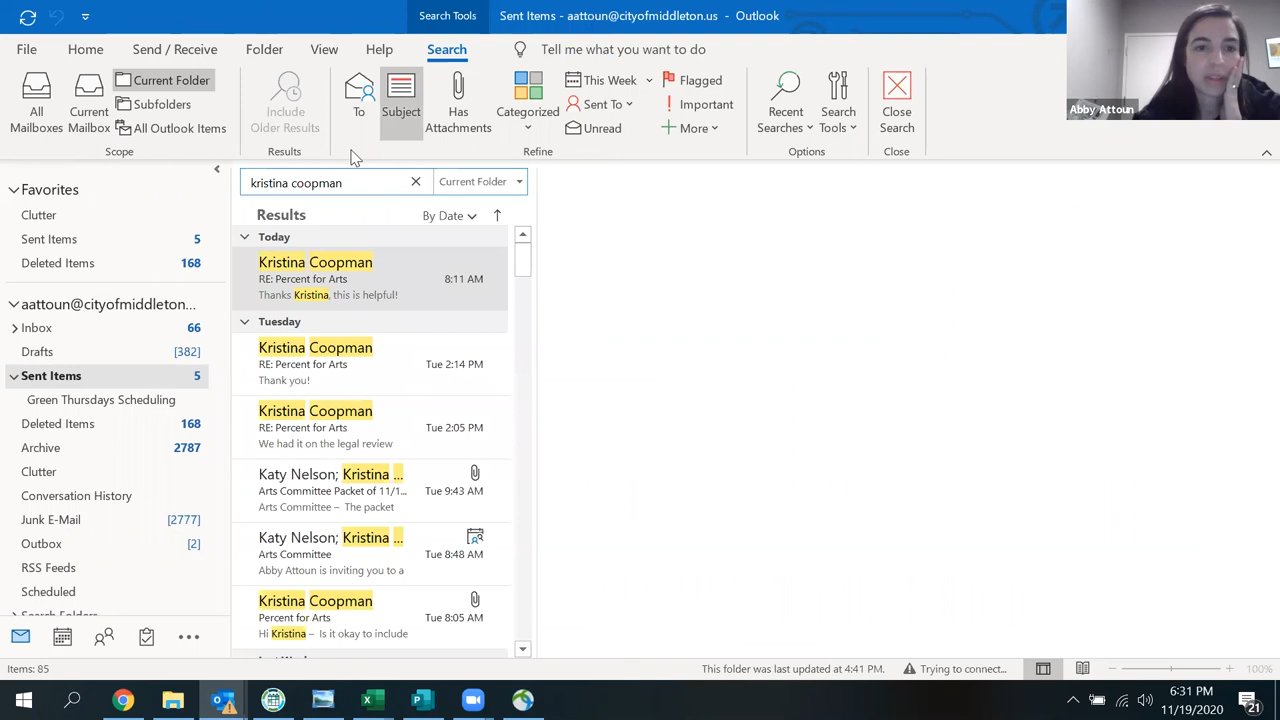 Search Tools
Sent Items - aattoun@cityofmiddleton.us - Outlook
File Home Send / Receive Folder View Help Search Tell me what you want to do
All Mailboxes
Current Mailbox
Current Folder
Subfolders
All Outlook Items
Scope
Include Older Results
Results
To
Subject
Has Attachments
Categorized
This Week
Sent To
Unread
Flagged
Important
More
Refine
Recent Searches
Search Tools
Options
Close Search
Close
Abby Attoun
Favorites
Clutter
Sent Items 5
Deleted Items 168
aattoun@cityofmiddleton...
Inbox 66
Drafts [382]
Sent Items 5
Green Thursdays Scheduling
Deleted Items 168
Archive 2787
Clutter
Conversation History
Junk E-Mail [2777]
Outbox [2]
RSS Feeds
Scheduled
Search Folders
kristina coopman
Current Folder
Results By Date
Today
Kristina Coopman
RE: Percent for Arts 8:11 AM
Thanks Kristina, this is helpful!
Tuesday
Kristina Coopman
RE: Percent for Arts Tue 2:14 PM
Thank you!
Kristina Coopman
RE: Percent for Arts Tue 2:05 PM
We had it on the legal review
Katy Nelson; Kristina ...
Arts Committee Packet of 11/1... Tue 9:43 AM
Arts Committee – The packet
Katy Nelson; Kristina ...
Arts Committee Tue 8:48 AM
Abby Attoun is inviting you to a
Kristina Coopman
Percent for Arts Tue 8:05 AM
Hi Kristina – Is it okay to include
Items: 85
This folder was last updated at 4:41 PM.
Trying to connect...
100%
6:31 PM
11/19/2020
21